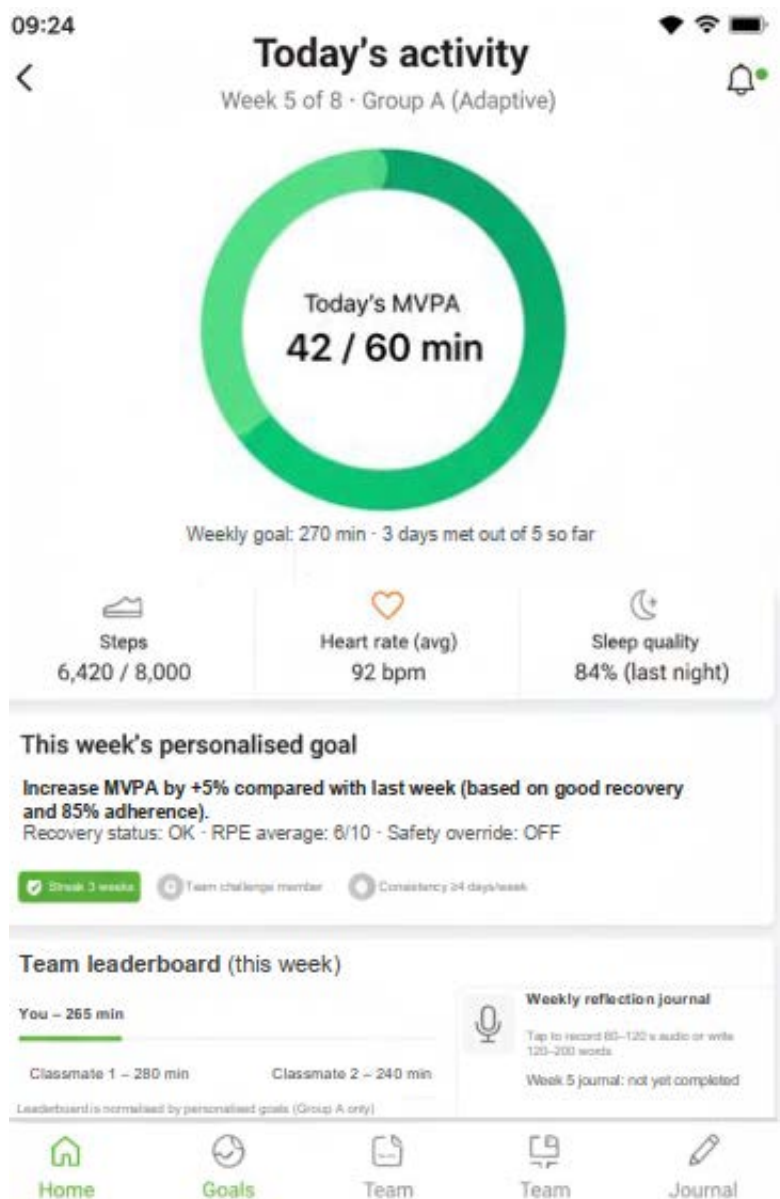 09:24
Today's activity
Week 5 of 8 · Group A (Adaptive)
Today's MVPA
42 / 60 min
Weekly goal: 270 min · 3 days met out of 5 so far
Steps
6,420 / 8,000
Heart rate (avg)
92 bpm
Sleep quality
84% (last night)
This week's personalised goal
Increase MVPA by +5% compared with last week (based on good recovery
and 85% adherence).
Recovery status: OK · RPE average: 6/10 · Safety override: OFF
Streak 3 weeks
Team challenge member
Consistency ≥4 days/week
Team leaderboard (this week)
You – 265 min
Classmate 1 – 280 min
Classmate 2 – 240 min
Leaderboard is normalised by personalised goals (Group A only)
Weekly reflection journal
Tap to record 60–120 s audio or write
120–200 words
Week 5 journal: not yet completed
Home
Goals
Team
Team
Journal